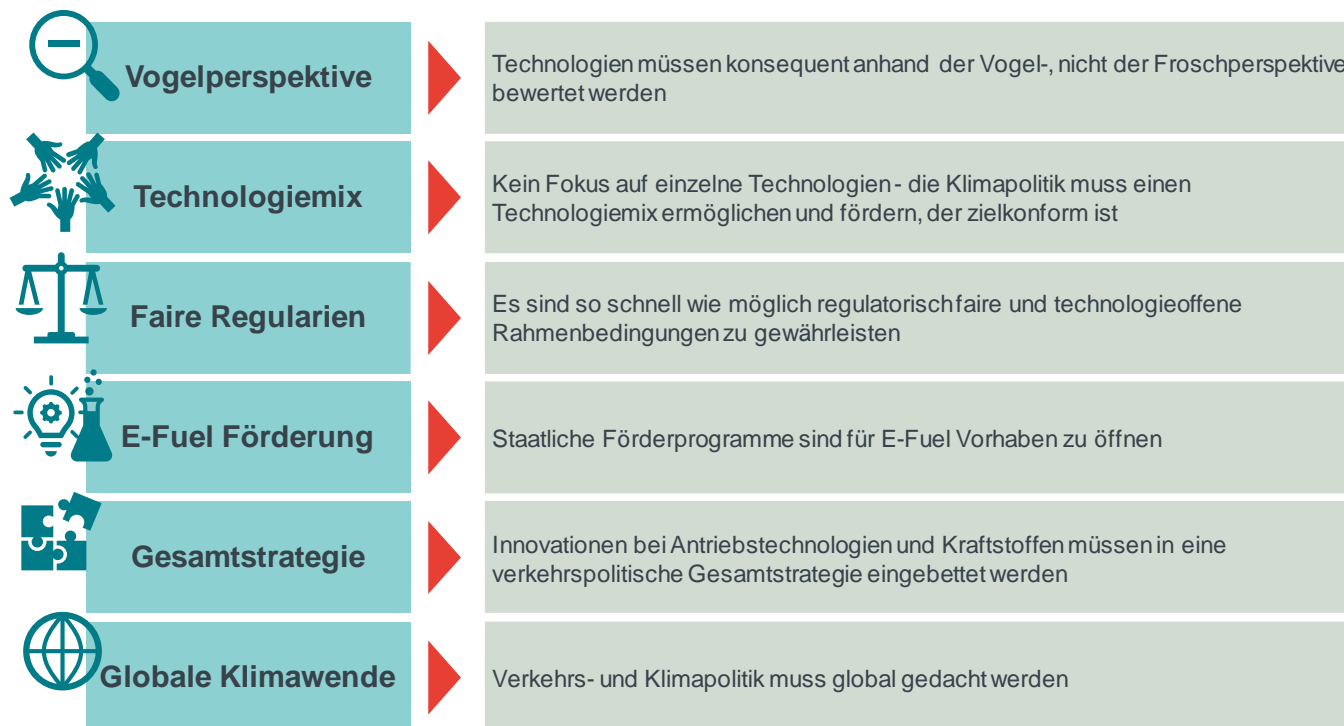 Vogelperspektive
Technologien müssen konsequent anhand der Vogel-, nicht der Froschperspektive
bewertet werden
Technologiemix
Kein Fokus auf einzelne Technologien - die Klimapolitik muss einen
Technologiemix ermöglichen und fördern, der zielkonform ist
Faire Regularien
Es sind so schnell wie möglich regulatorisch faire und technologieoffene
Rahmenbedingungen zu gewährleisten
E-Fuel Förderung
Staatliche Förderprogramme sind für E-Fuel Vorhaben zu öffnen
Gesamtstrategie
Innovationen bei Antriebstechnologien und Kraftstoffen müssen in eine
verkehrspolitische Gesamtstrategie eingebettet werden
Globale Klimawende
Verkehrs- und Klimapolitik muss global gedacht werden